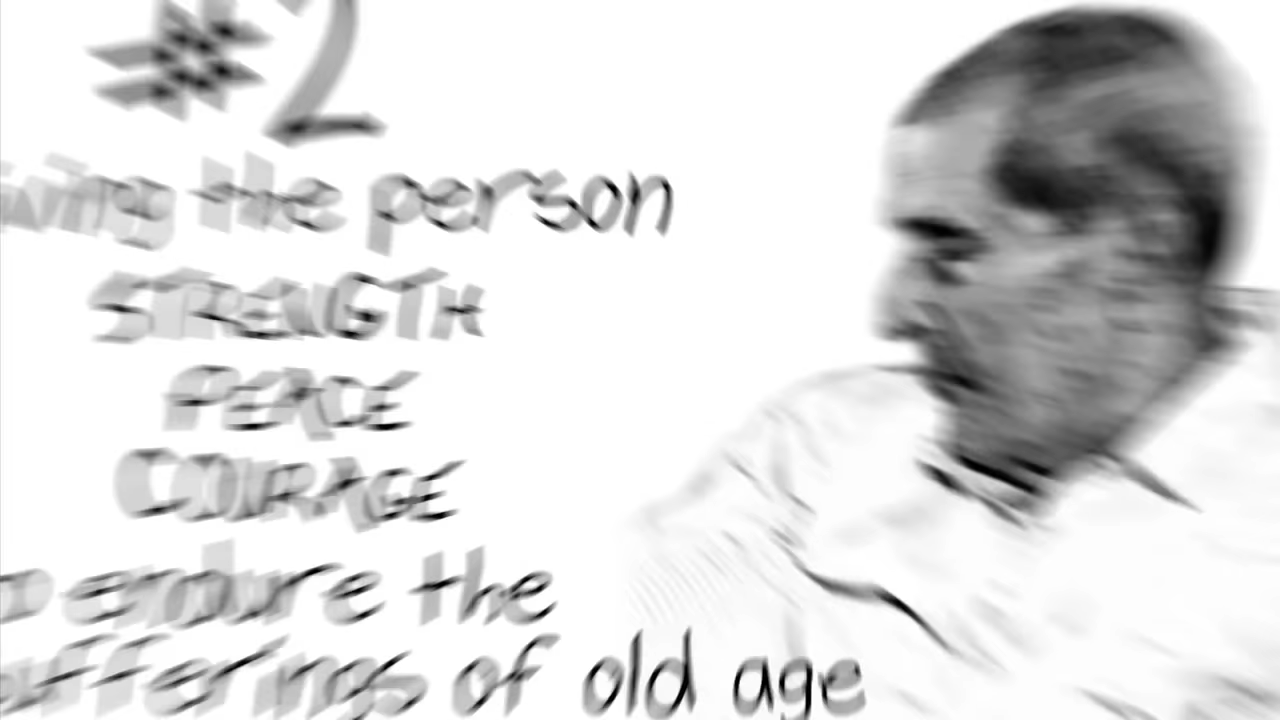 #2
the person
STRENGTH
PEACE
COURAGE
endure the
of old age